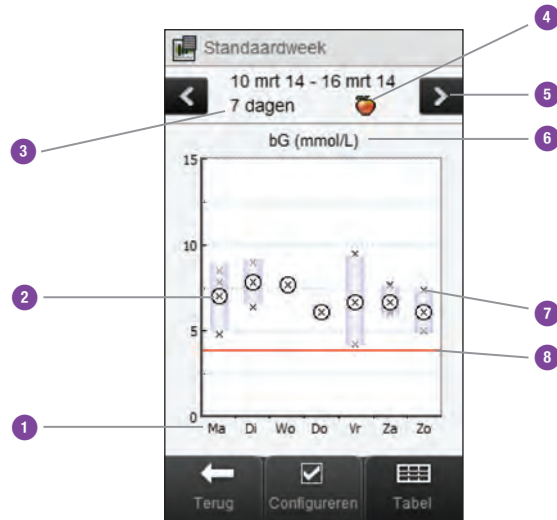 4
Standaardweek
10 mrt 14 - 16 mrt 14
5
7 dagen
3
bG (mmol/L)
6
15
10
2
7
5
8
0
1
Ma Di Wo Do Vr Za Zo
Terug Configureren Tabel